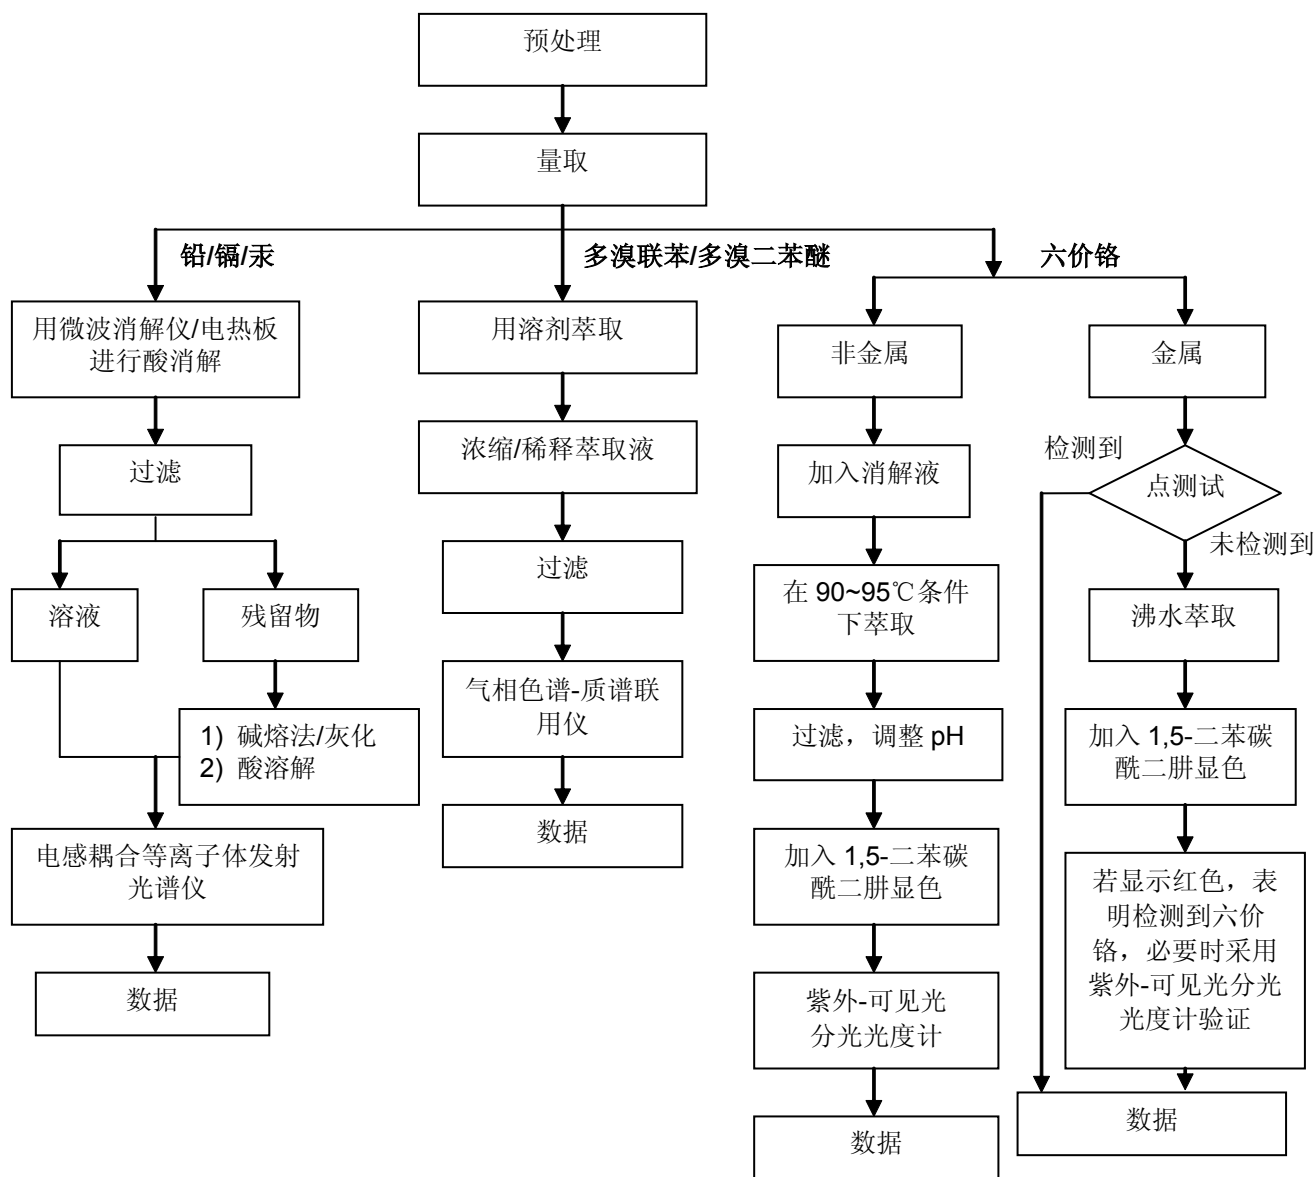 预处理
量取
铅/镉/汞
多溴联苯/多溴二苯醚
六价铬
用微波消解仪/电热板
进行酸消解
过滤
溶液
残留物
1) 碱熔法/灰化
2) 酸溶解
电感耦合等离子体发射
光谱仪
数据
用溶剂萃取
浓缩/稀释萃取液
过滤
气相色谱-质谱联
用仪
数据
非金属
加入消解液
在 90~95℃条件
下萃取
过滤，调整 pH
加入 1,5-二苯碳
酰二肼显色
紫外-可见光
分光光度计
数据
金属
检测到
点测试
未检测到
沸水萃取
加入 1,5-二苯碳
酰二肼显色
若显示红色，表
明检测到六价
铬，必要时采用
紫外-可见光分光
光度计验证
数据